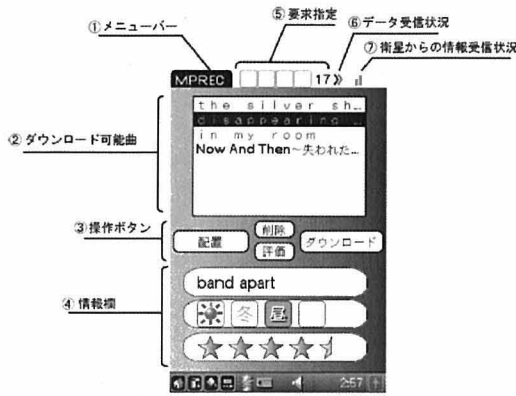 ⑤ 要求指定
①メニューバー
⑥データ受信状況
⑦ 衛星からの情報受信状況
MPREC
17»
② ダウンロード可能曲
the silver sh…
disappearing …
in my room
Now And Then～失われた…
③ 操作ボタン
配置
削除
評価
ダウンロード
④ 情報欄
band apart
冬
昼
2:57